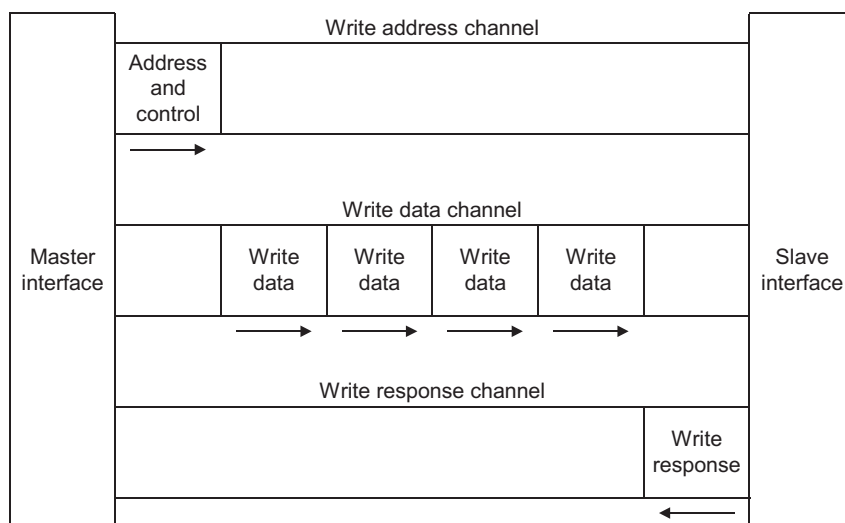 Write address channel
Address
and
control
Write data channel
Master
interface
Write
data
Write
data
Write
data
Write
data
Slave
interface
Write response channel
Write
response